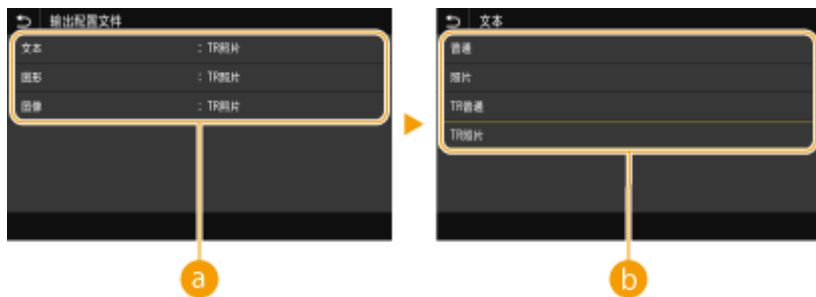 输出配置文件
文本 : TR照片
图形 : TR照片
图像 : TR照片
a
文本
普通
照片
TR普通
TR照片
b